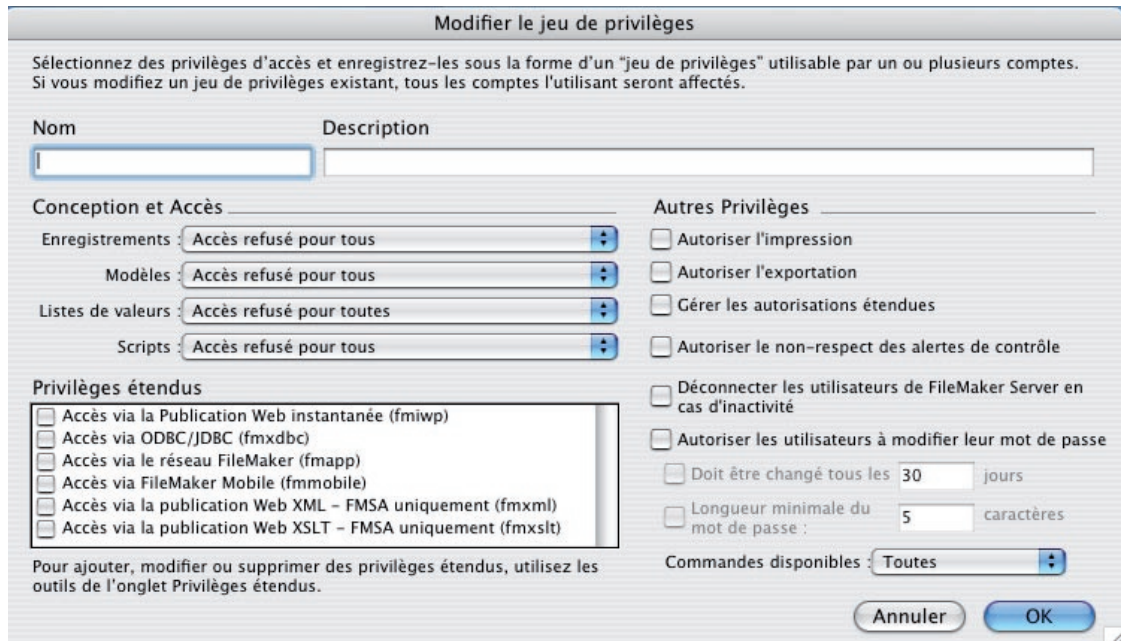 Modifier le jeu de privilèges
Sélectionnez des privilèges d'accès et enregistrez-les sous la forme d'un “jeu de privilèges” utilisable par un ou plusieurs comptes.
Si vous modifiez un jeu de privilèges existant, tous les comptes l'utilisant seront affectés.
Nom
Description
Conception et Accès
Enregistrements : Accès refusé pour tous
Modèles : Accès refusé pour tous
Listes de valeurs : Accès refusé pour toutes
Scripts : Accès refusé pour tous
Privilèges étendus
Accès via la Publication Web instantanée (fmiwp)
Accès via ODBC/JDBC (fmxdbc)
Accès via le réseau FileMaker (fmapp)
Accès via FileMaker Mobile (fmmobile)
Accès via la publication Web XML – FMSA uniquement (fmxml)
Accès via la publication Web XSLT – FMSA uniquement (fmxslt)
Pour ajouter, modifier ou supprimer des privilèges étendus, utilisez les
outils de l'onglet Privilèges étendus.
Autres Privilèges
Autoriser l'impression
Autoriser l'exportation
Gérer les autorisations étendues
Autoriser le non-respect des alertes de contrôle
Déconnecter les utilisateurs de FileMaker Server en
cas d'inactivité
Autoriser les utilisateurs à modifier leur mot de passe
Doit être changé tous les 30 jours
Longueur minimale du
mot de passe : 5 caractères
Commandes disponibles : Toutes
Annuler
OK